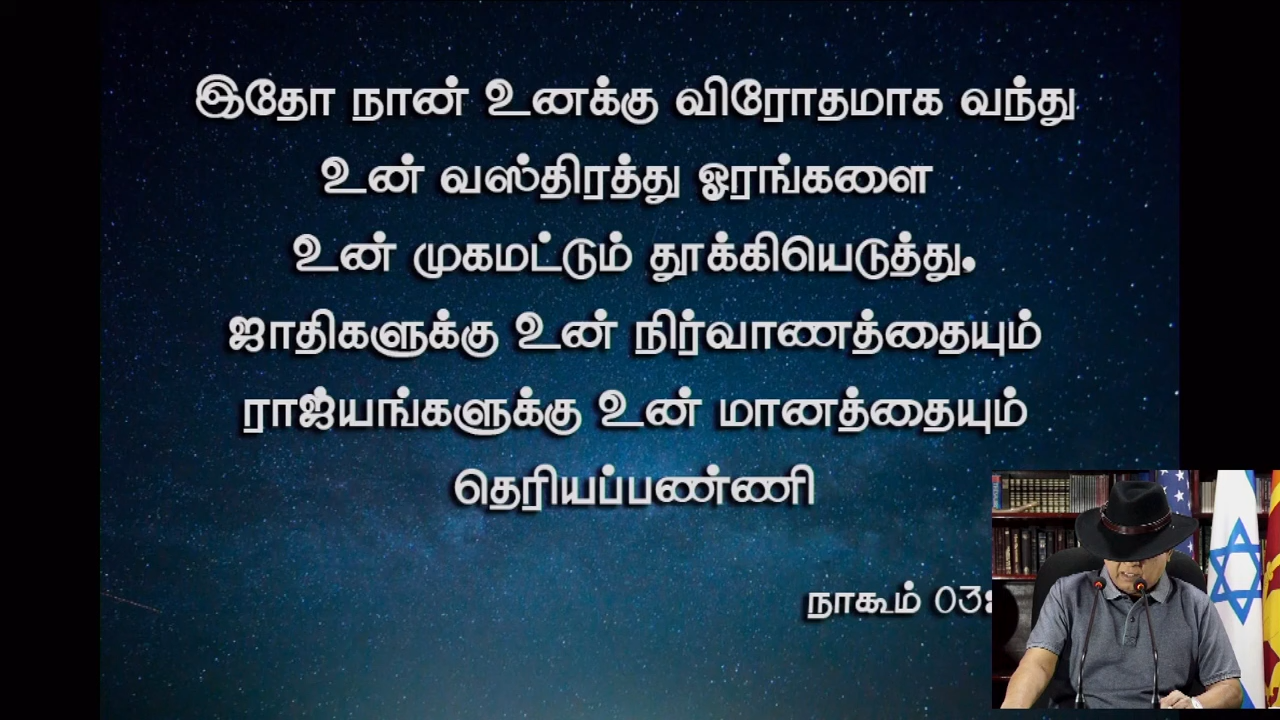 இதோ நான் உனக்கு விரோதமாக வந்து
உன் வஸ்திரத்து ஓரங்களை
உன் முகமட்டும் தூக்கியெடுத்து.
ஜாதிகளுக்கு உன் நிர்வாணத்தையும்
ராஜ்யங்களுக்கு உன் மானத்தையும்
தெரியப்பண்ணி
நாகூம் 03: